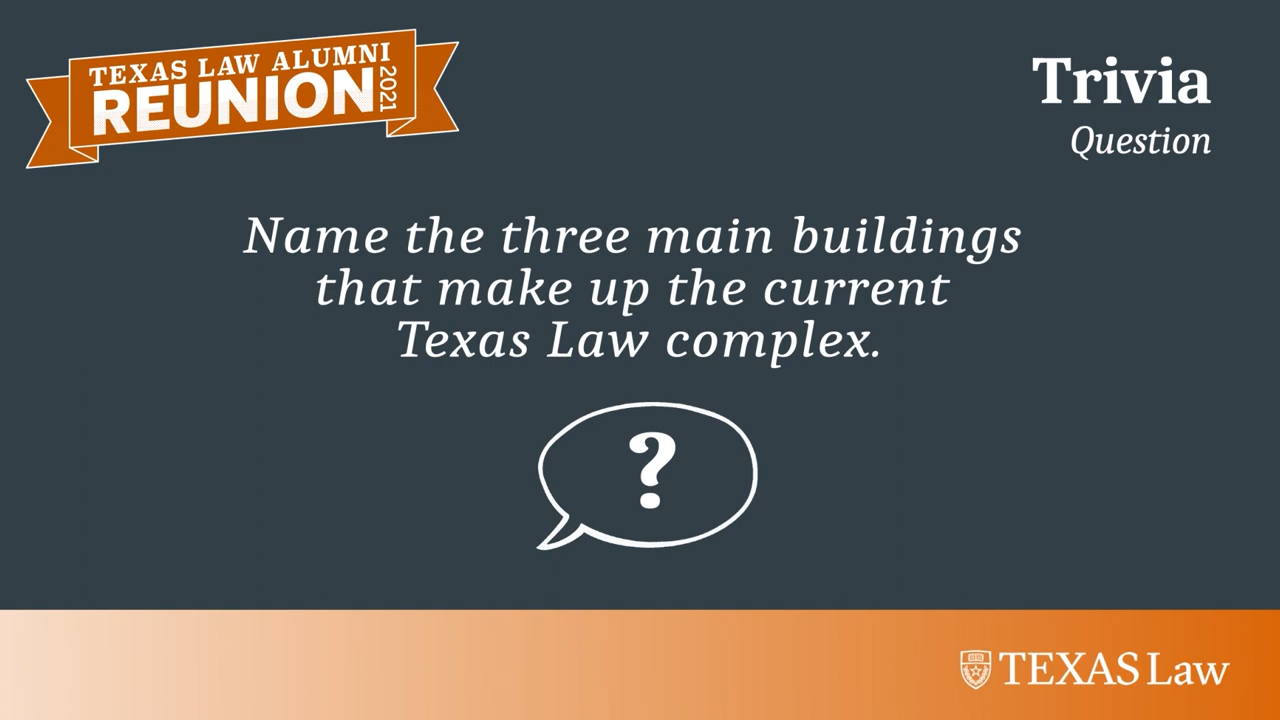 TEXAS LAW ALUMNI
REUNION
2021
Trivia
Question
Name the three main buildings
that make up the current
Texas Law complex.
?
TEXAS Law